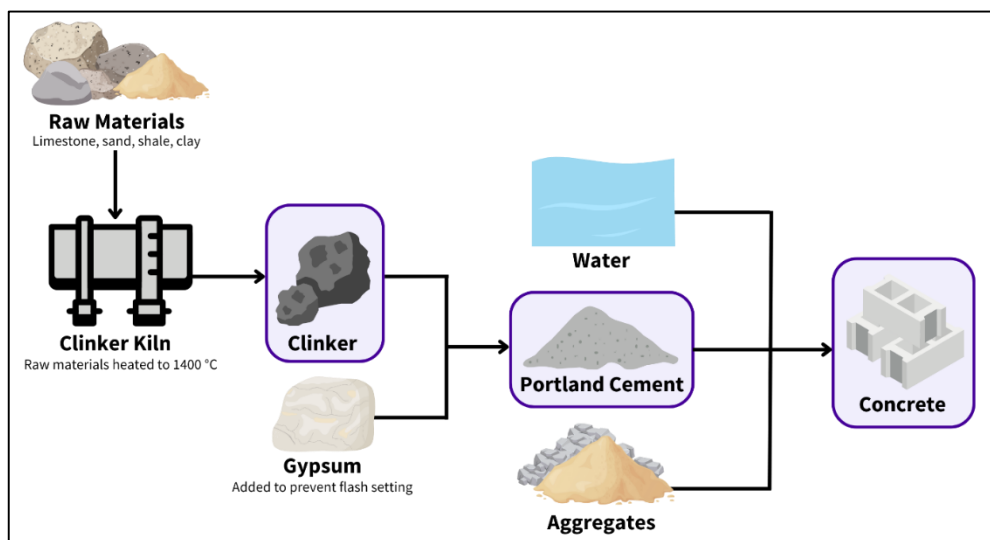 Raw Materials
Limestone, sand, shale, clay
Clinker Kiln
Raw materials heated to 1400 °C
Clinker
Gypsum
Added to prevent flash setting
Water
Portland Cement
Aggregates
Concrete